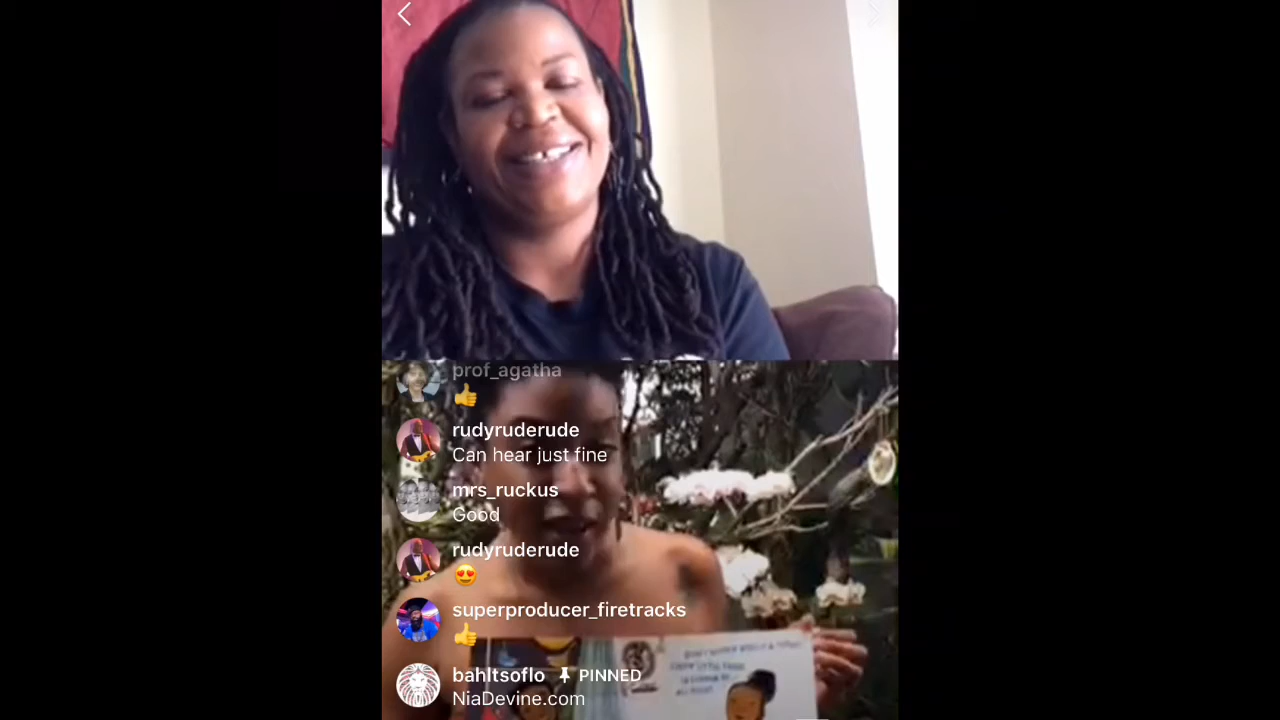 prof_agatha
rudyruderude
Can hear just fine
mrs_ruckus
Good
rudyruderude
superproducer_firetracks
bahltsoflo PINNED
NiaDevine.com